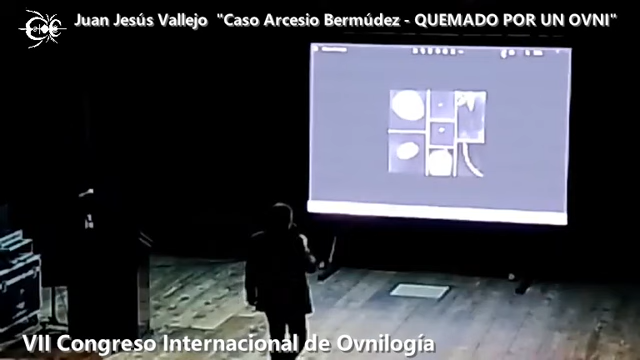 Juan Jesús Vallejo "Caso Arcesio Bermúdez - QUEMADO POR UN OVNI"
VII Congreso Internacional de Ovnilogía